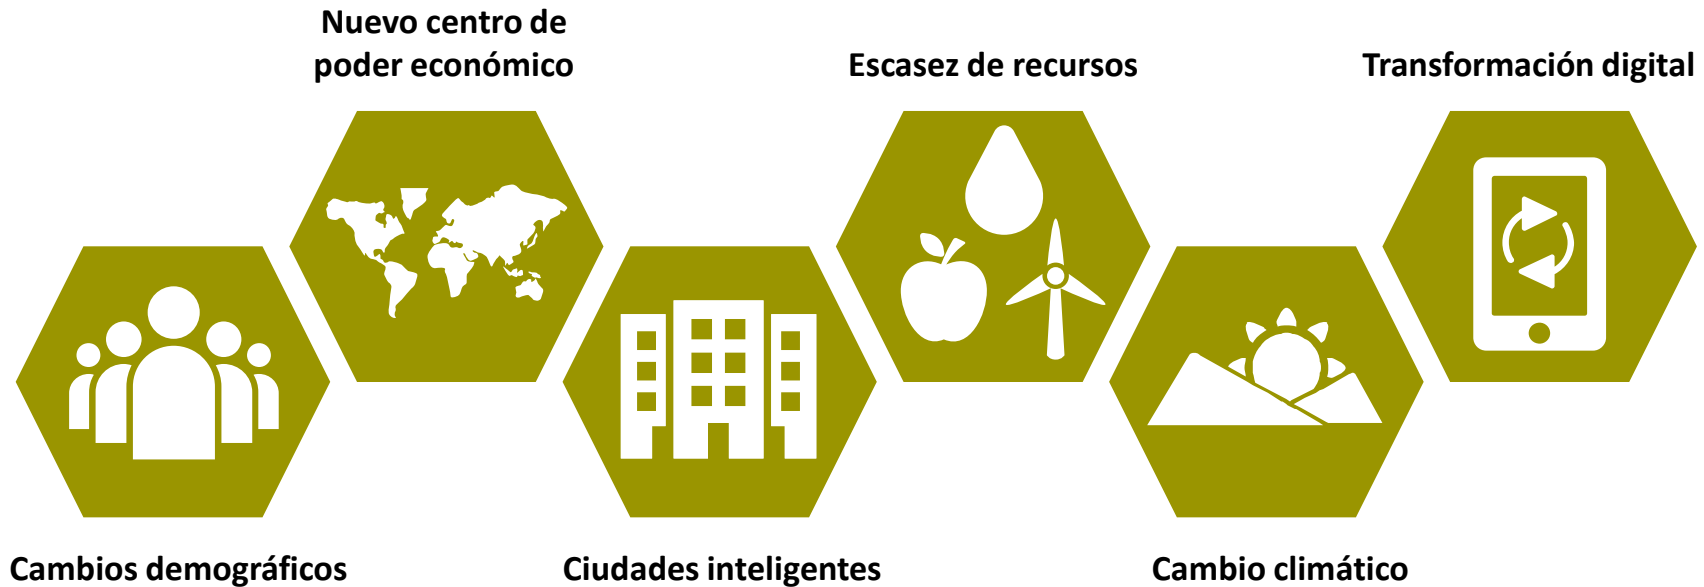 Nuevo centro de
poder económico
Escasez de recursos
Transformación digital
Cambios demográficos
Ciudades inteligentes
Cambio climático